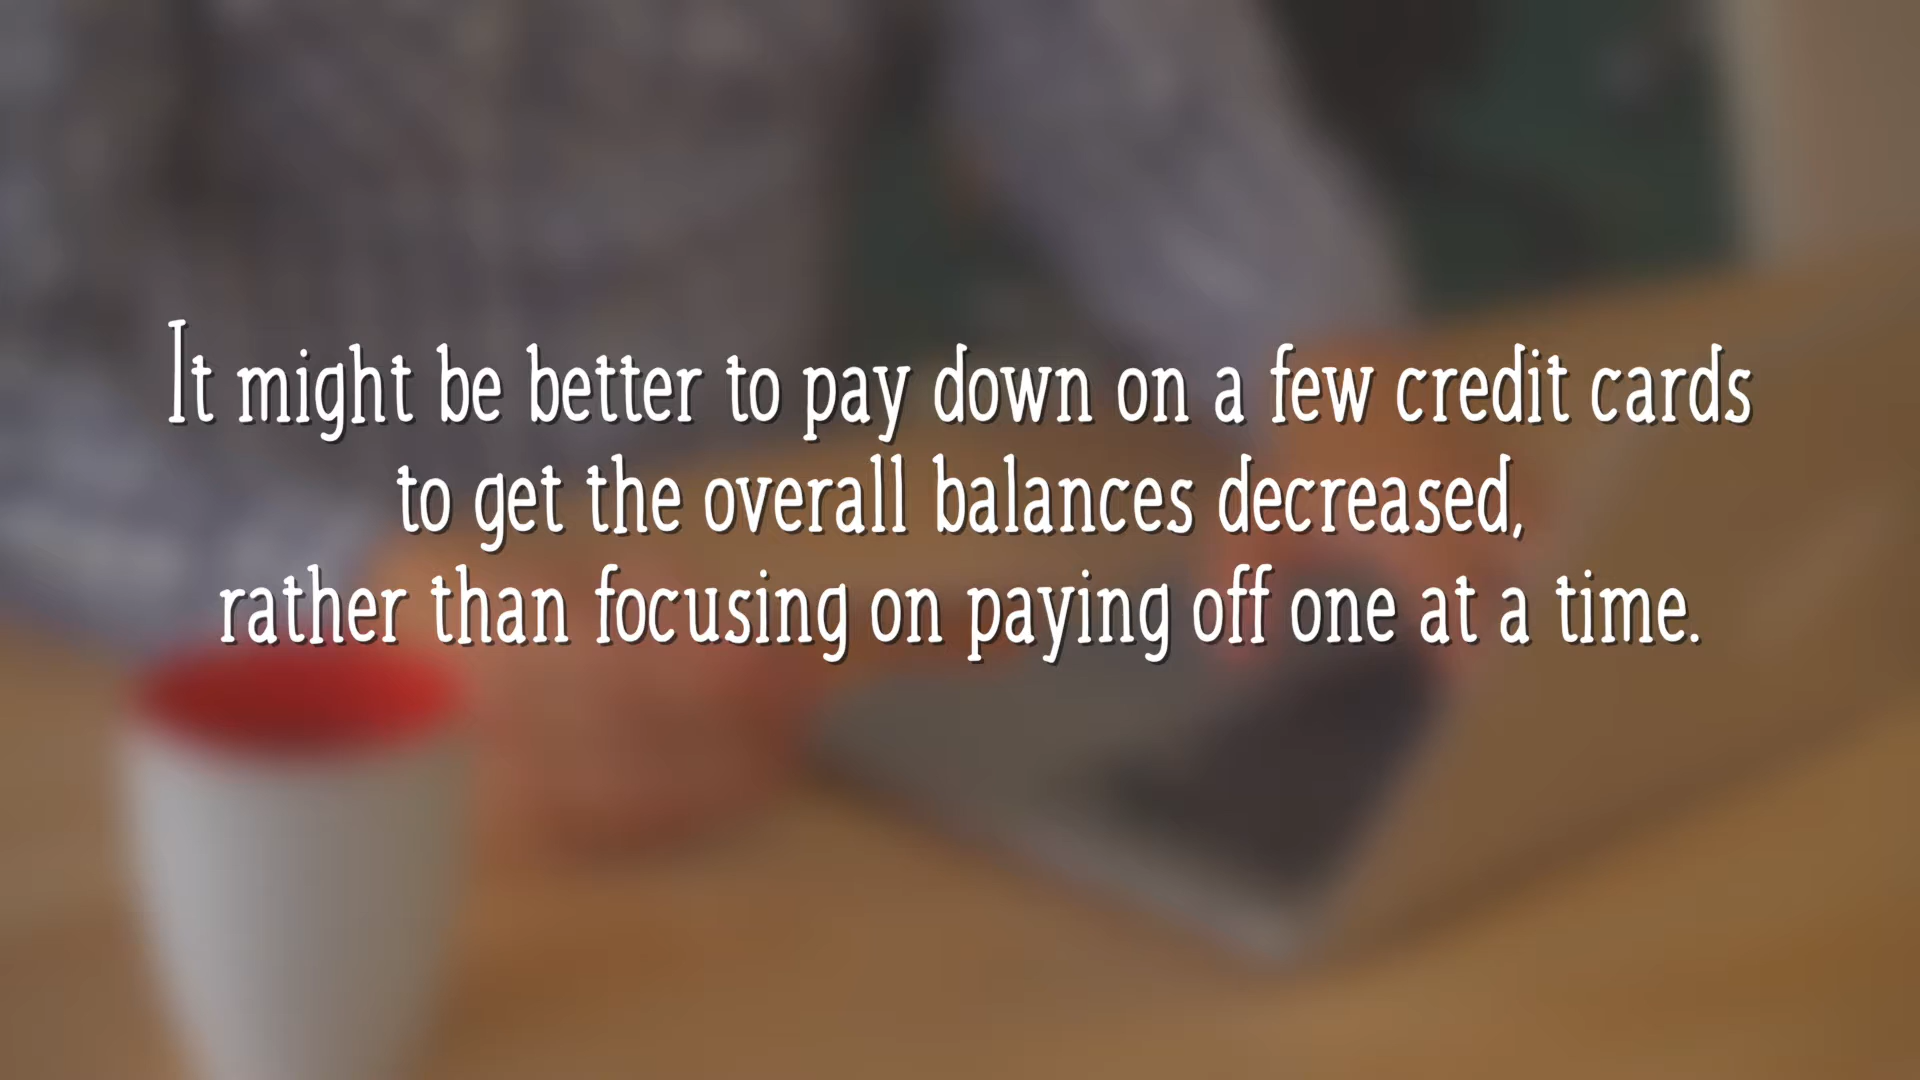 It might be better to pay down on a few credit cards
to get the overall balances decreased,
rather than focusing on paying off one at a time.